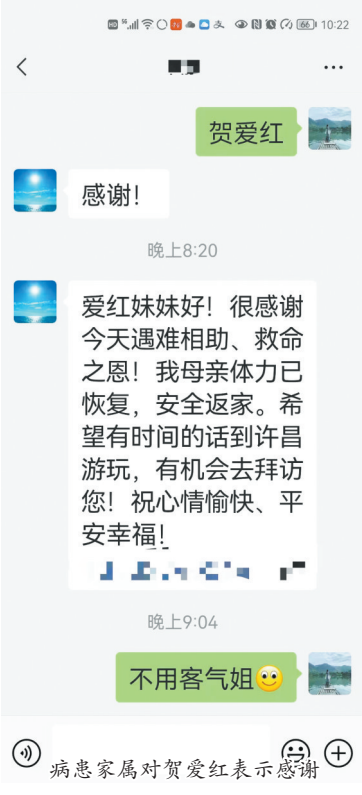 10:22
贺爱红
感谢！
晚上8:20
爱红妹妹好！很感谢
今天遇难相助、救命
之恩！我母亲体力已
恢复，安全返家。希
望有时间的话到许昌
游玩，有机会去拜访
您！祝心情愉快、平
安幸福！
晚上9:04
不用客气姐
病患家属对贺爱红表示感谢